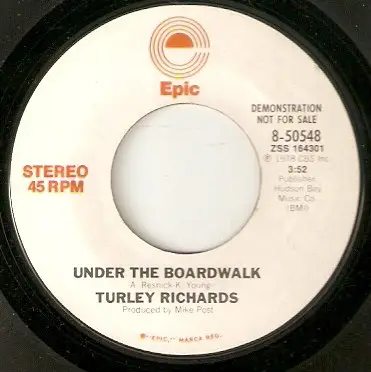 Epic
DEMONSTRATION
NOT FOR SALE
8-50548
ZSS 164301
℗ 1978 CBS Inc.
3:52
Publisher:
Hudson Bay
Music Co.
(BMI)
STEREO
45 RPM
UNDER THE BOARDWALK
A. Resnick-K. Young
TURLEY RICHARDS
Produced by Mike Post
"EPIC," MARCA REG.